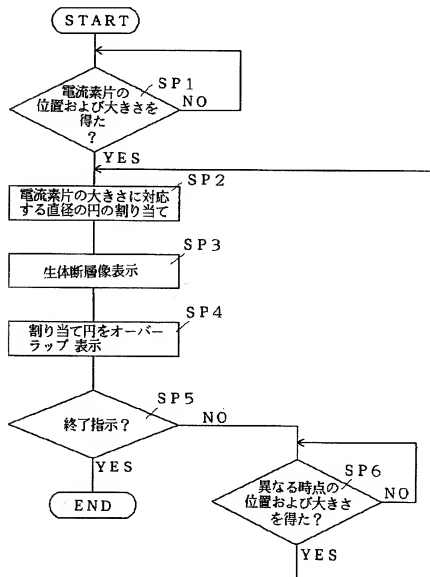 START
SP1
電流素片の
位置および大きさを
得た
?
NO
YES
SP2
電流素片の大きさに対応
する直径の円の割り当て
SP3
生体断層像表示
SP4
割り当て円をオーバー
ラップ 表示
SP5
終了指示?
NO
YES
END
SP6
異なる時点の
位置および大きさ
を得た?
NO
YES